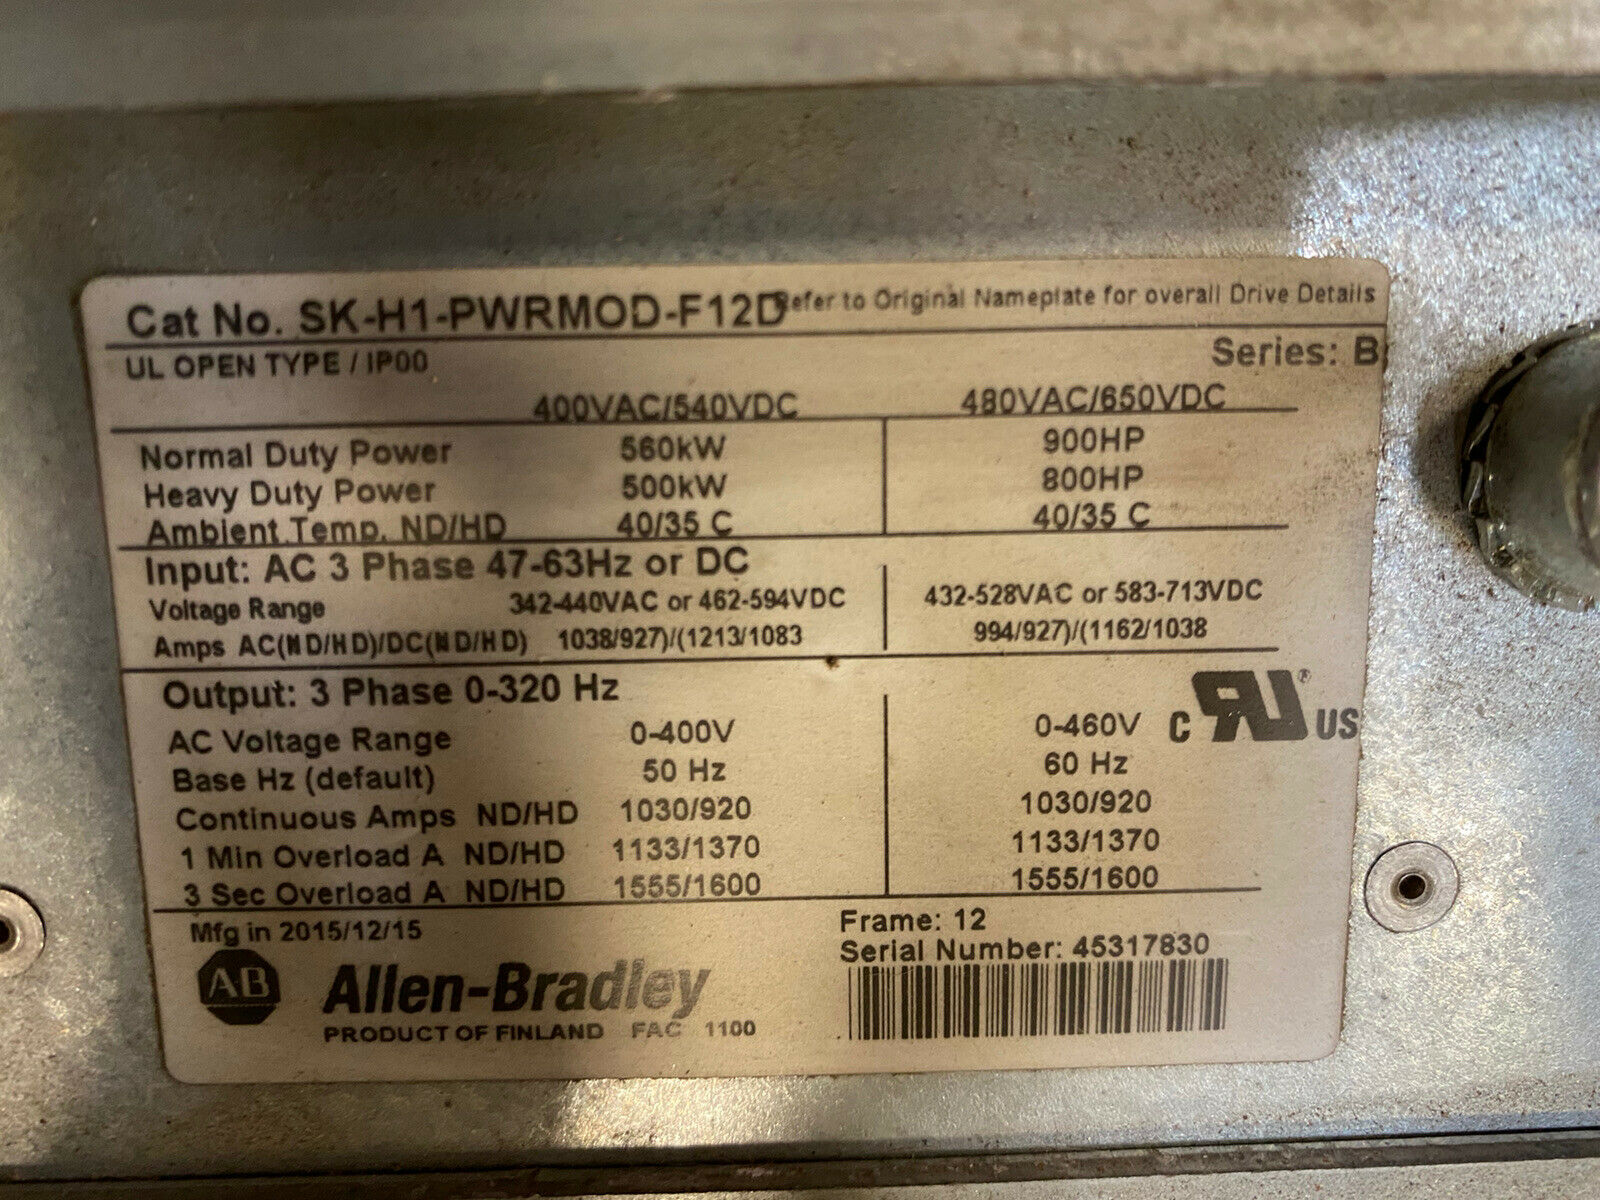 Cat No. SK-H1-PWRMOD-F12D Refer to Original Nameplate for overall Drive Details
UL OPEN TYPE / IP00 Series: B
400VAC/540VDC 480VAC/650VDC
Normal Duty Power 560kW 900HP
Heavy Duty Power 500kW 800HP
Ambient Temp. ND/HD 40/35 C 40/35 C
Input: AC 3 Phase 47-63Hz or DC
Voltage Range 342-440VAC or 462-594VDC 432-528VAC or 583-713VDC
Amps AC(ND/HD)/DC(ND/HD) 1038/927)/(1213/1083 994/927)/(1162/1038
Output: 3 Phase 0-320 Hz
AC Voltage Range 0-400V 0-460V
Base Hz (default) 50 Hz 60 Hz
Continuous Amps ND/HD 1030/920 1030/920
1 Min Overload A ND/HD 1133/1370 1133/1370
3 Sec Overload A ND/HD 1555/1600 1555/1600
C RU® US
Mfg in 2015/12/15
Frame: 12
Serial Number: 45317830
AB Allen-Bradley
PRODUCT OF FINLAND FAC 1100